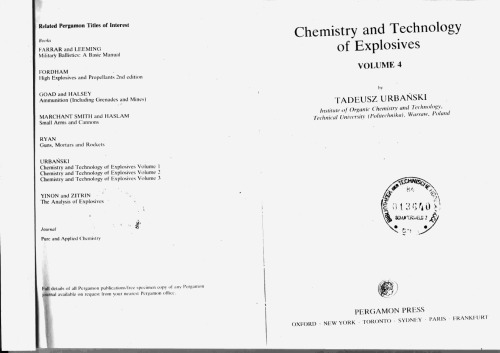 Related Pergamon Titles of Interest
Books
FARRAR and LEEMING
Military Ballistics: A Basic Manual
FORDHAM
High Explosives and Propellants 2nd edition
GOAD and HALSEY
Ammunition (Including Grenades and Mines)
MARCHANT SMITH and HASLAM
Small Arms and Cannons
RYAN
Guns, Mortars and Rockets
URBAŃSKI
Chemistry and Technology of Explosives Volume 1
Chemistry and Technology of Explosives Volume 2
Chemistry and Technology of Explosives Volume 3
YINON and ZITRIN
The Analysis of Explosives
Journal
Pure and Applied Chemistry
Full details of all Pergamon publications/free specimen copy of any Pergamon
journal available on request from your nearest Pergamon office.
Chemistry and Technology
of Explosives
VOLUME 4
by
TADEUSZ URBAŃSKI
Institute of Organic Chemistry and Technology,
Technical University (Politechnika), Warsaw, Poland
PERGAMON PRESS
OXFORD · NEW YORK · TORONTO · SYDNEY · PARIS · FRANKFURT